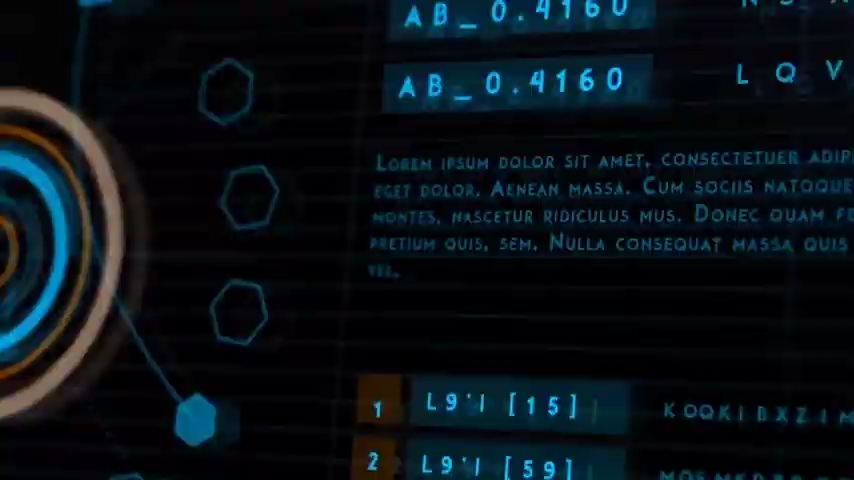 AB_0.4160
AB_0.4160
L Q V
LOREM IPSUM DOLOR SIT AMET, CONSECTETUER ADIPI
EGET DOLOR. AENEAN MASSA. CUM SOCIIS NATOQUE
MONTES, NASCETUR RIDICULUS MUS. DONEC QUAM FE
PRETIUM QUIS, SEM. NULLA CONSEQUAT MASSA QUIS
VEL,
1 L9'I [15]
2 L9'I [59]